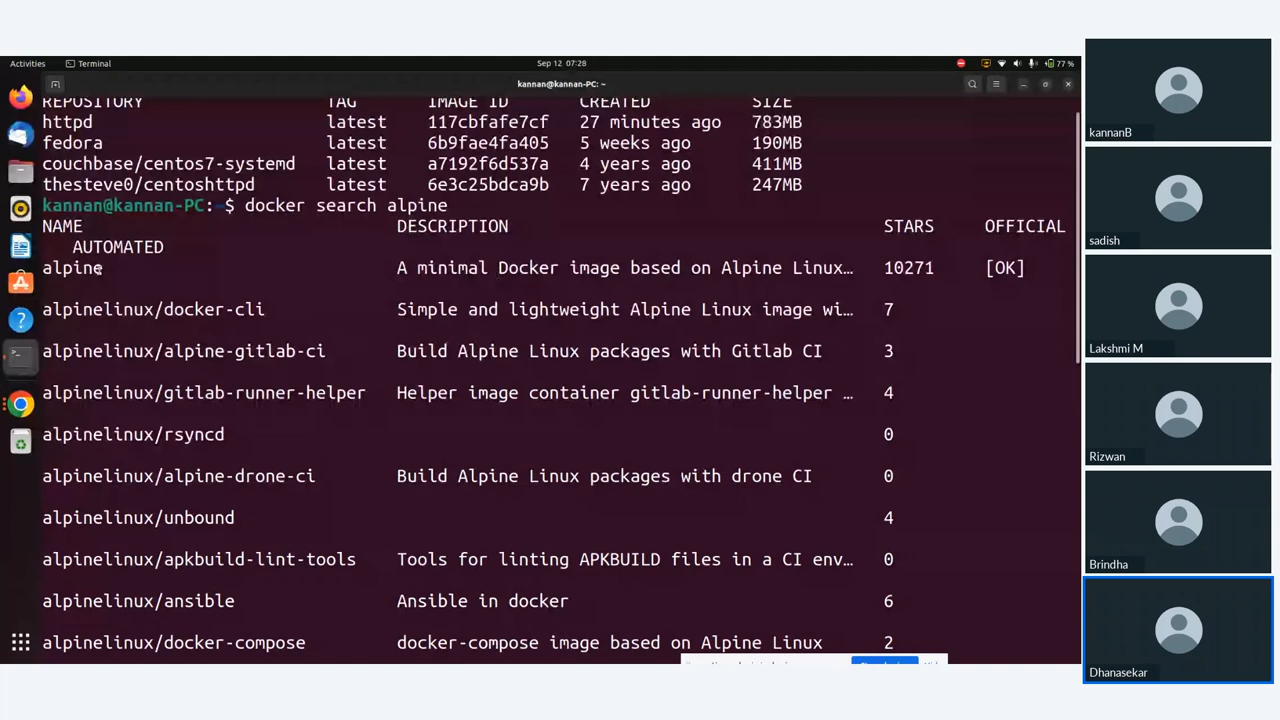 Activities Terminal Sep 12 07:28 77 %
kannan@kannan-PC: ~
REPOSITORY TAG IMAGE ID CREATED SIZE
httpd latest 117cbfafe7cf 27 minutes ago 783MB
fedora latest 6b9fae4fa405 5 weeks ago 190MB
couchbase/centos7-systemd latest a7192f6d537a 4 years ago 411MB
thesteve0/centoshttpd latest 6e3c25bdca9b 7 years ago 247MB
kannan@kannan-PC:~$ docker search alpine
NAME DESCRIPTION STARS OFFICIAL
AUTOMATED
alpine A minimal Docker image based on Alpine Linux… 10271 [OK]
alpinelinux/docker-cli Simple and lightweight Alpine Linux image wi… 7
alpinelinux/alpine-gitlab-ci Build Alpine Linux packages with Gitlab CI 3
alpinelinux/gitlab-runner-helper Helper image container gitlab-runner-helper … 4
alpinelinux/rsyncd 0
alpinelinux/alpine-drone-ci Build Alpine Linux packages with drone CI 0
alpinelinux/unbound 4
alpinelinux/apkbuild-lint-tools Tools for linting APKBUILD files in a CI env… 0
alpinelinux/ansible Ansible in docker 6
alpinelinux/docker-compose docker-compose image based on Alpine Linux 2
kannanB
sadish
Lakshmi M
Rizwan
Brindha
Dhanasekar